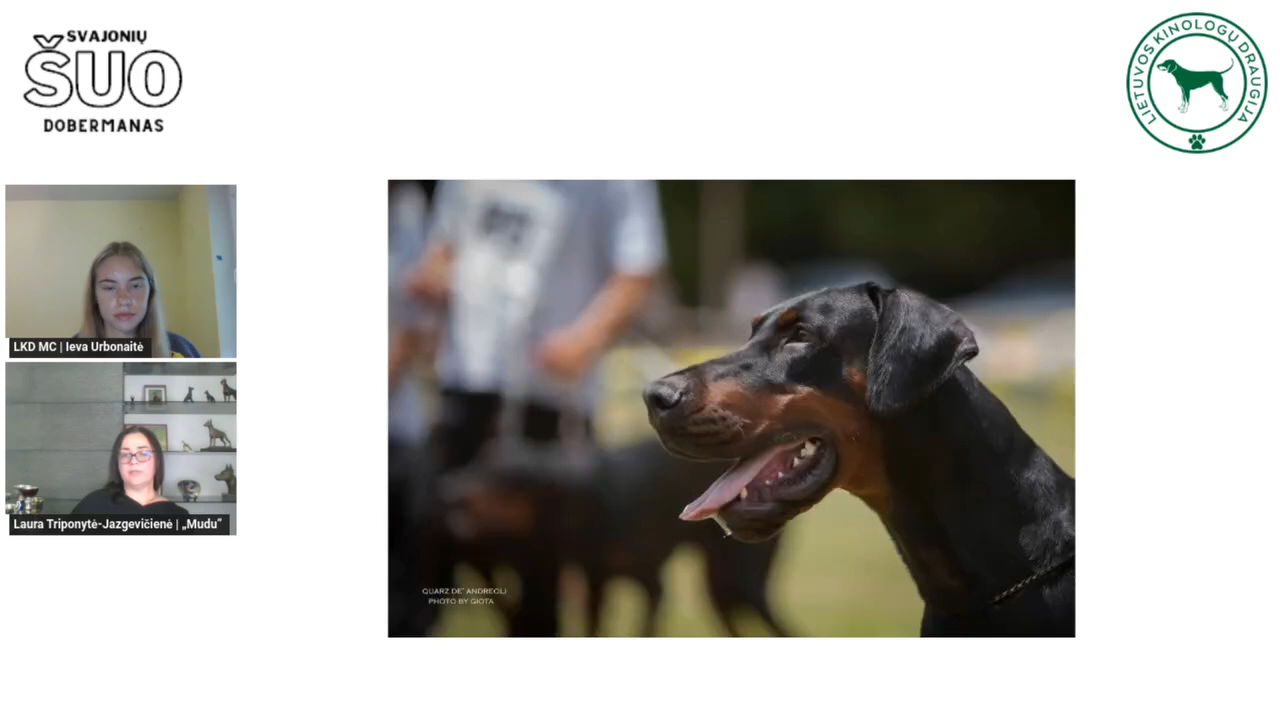 SVAJONIŲ
ŠUO
DOBERMANAS
LIETUVOS KINOLOGŲ DRAUGIJA
LKD MC | Ieva Urbonaitė
Laura Triponytė-Jazgevičienė | „Mudu“
QUARZ DE' ANDREOLI
PHOTO BY GIOTA